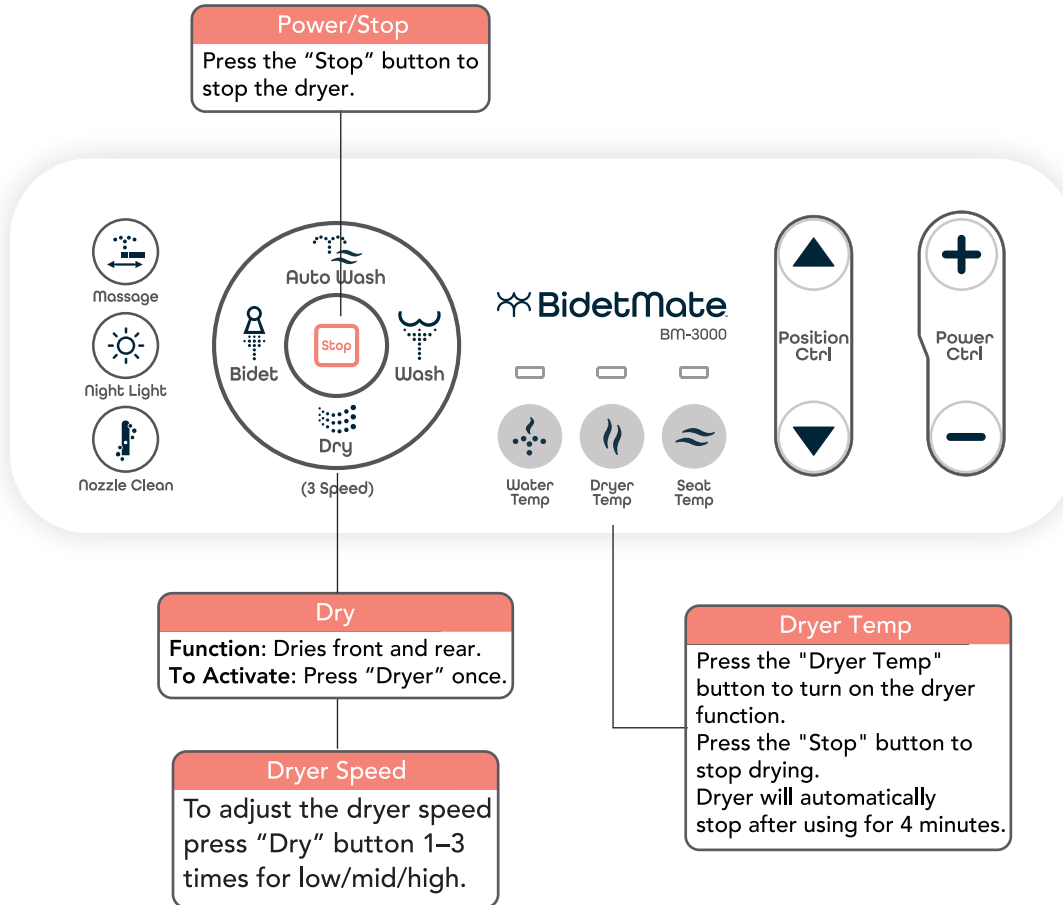 Power/Stop
Press the “Stop” button to
stop the dryer.
Massage
Night Light
Nozzle Clean
Auto Wash
Bidet
Stop
Wash
Dry
(3 Speed)
BidetMate
BM-3000
Water
Temp
Dryer
Temp
Seat
Temp
Position
Ctrl
Power
Ctrl
Dry
Function: Dries front and rear.
To Activate: Press “Dryer” once.
Dryer Speed
To adjust the dryer speed
press “Dry” button 1–3
times for low/mid/high.
Dryer Temp
Press the "Dryer Temp"
button to turn on the dryer
function.
Press the "Stop" button to
stop drying.
Dryer will automatically
stop after using for 4 minutes.